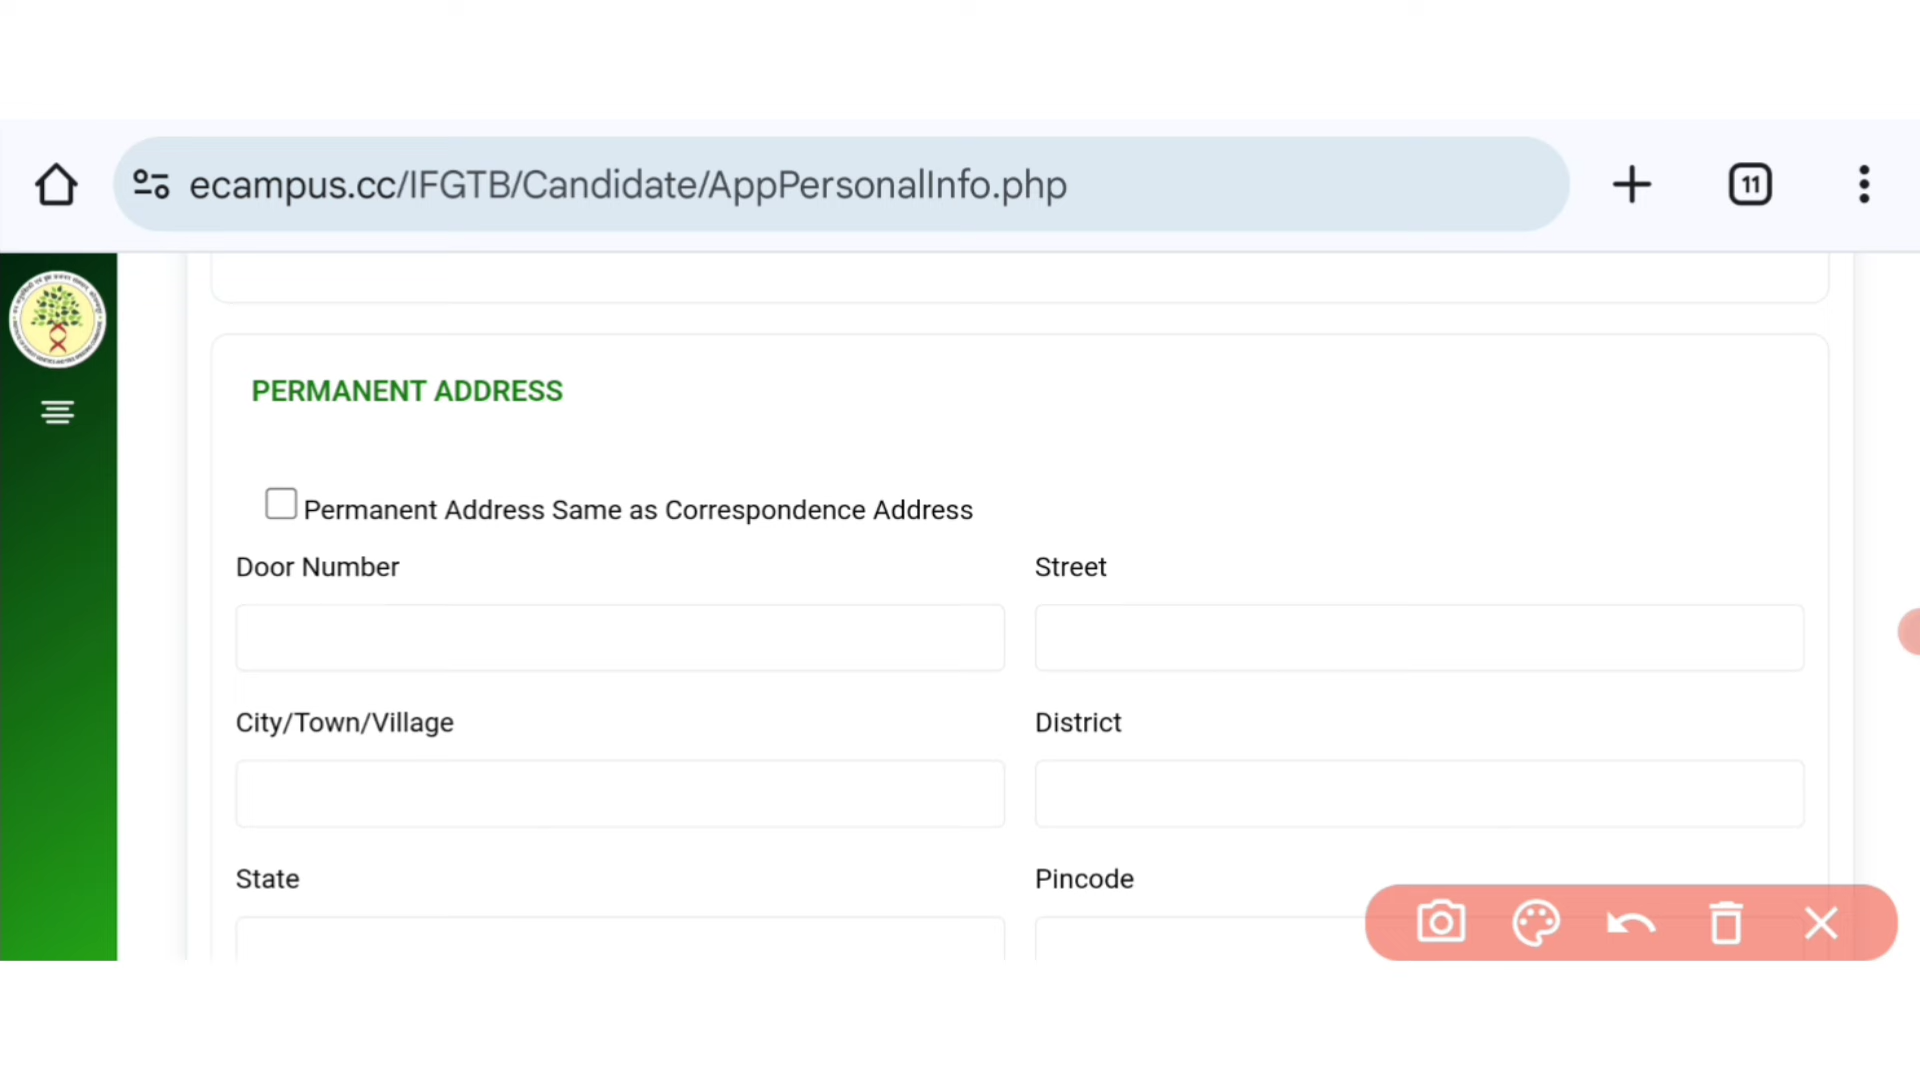 ecampus.cc/IFGTB/Candidate/AppPersonalInfo.php
11
PERMANENT ADDRESS
Permanent Address Same as Correspondence Address
Door Number
Street
City/Town/Village
District
State
Pincode